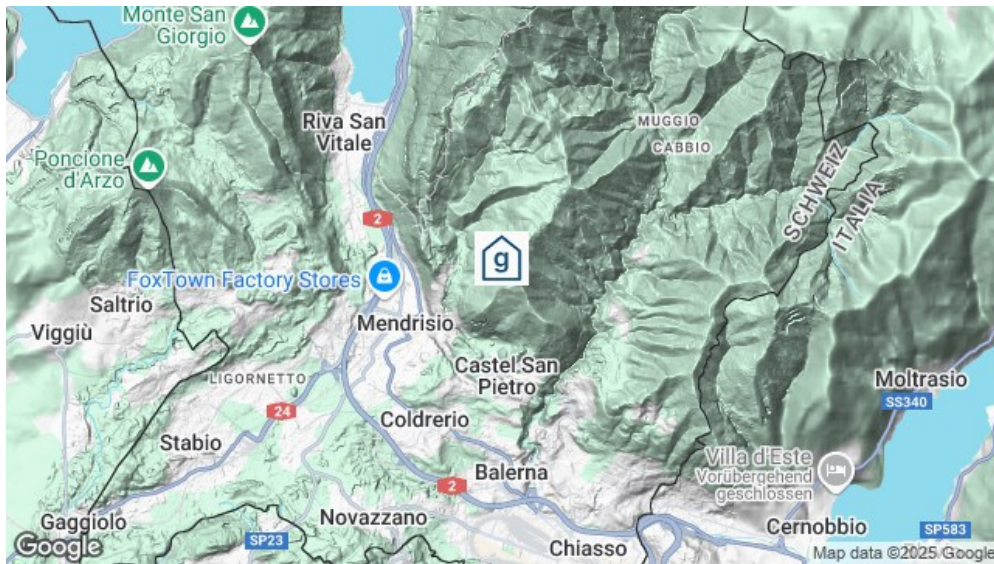 Monte San
Giorgio
Riva San
Vitale
MUGGIO
CABBIO
Poncione
d'Arzo
SCHWEIZ
ITALIA
2
g
FoxTown Factory Stores
Saltrio
Viggiù
Mendrisio
Castel San
Pietro
LIGORNETTO
Moltrasio
SS340
24
Coldrerio
Stabio
Villa d'Este
Vorübergehend
geschlossen
Balerna
2
Gaggiolo
Novazzano
Cernobbio
SP583
SP23
Chiasso
Google
Map data ©2025 Google